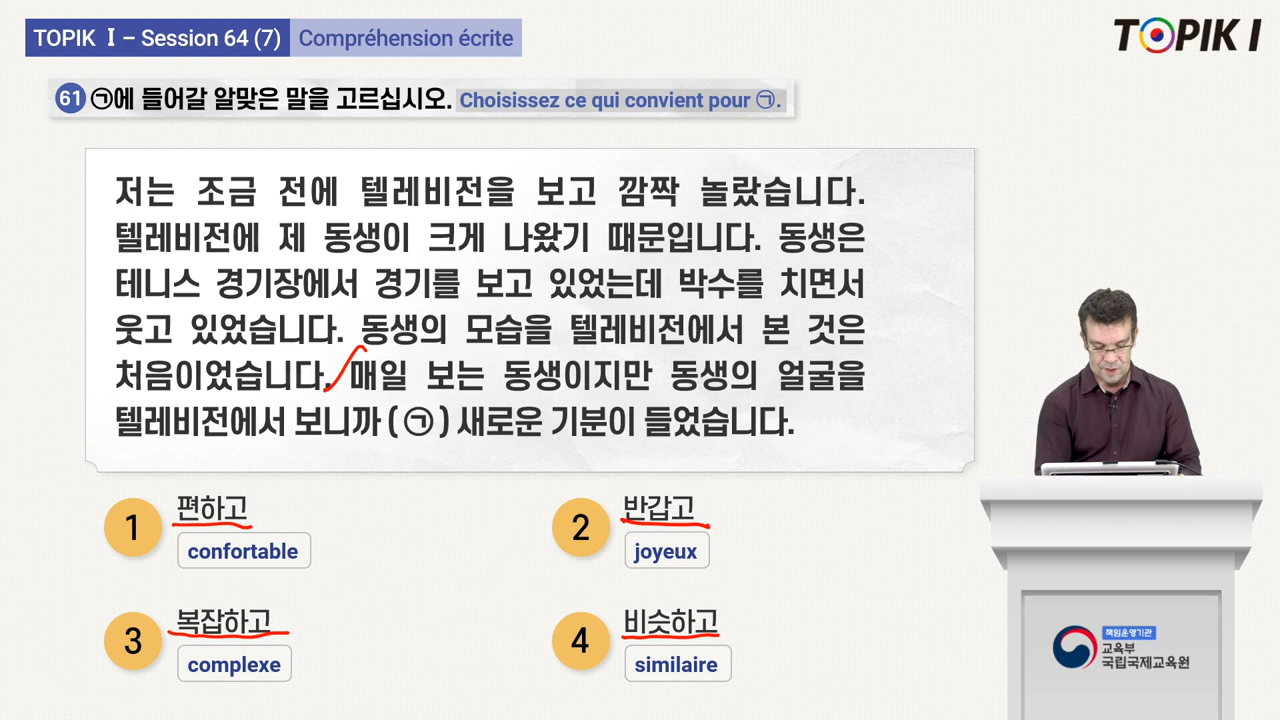 TOPIK Ⅰ – Session 64 (7) Compréhension écrite
TOPIK I
61 ㉠에 들어갈 알맞은 말을 고르십시오. Choisissez ce qui convient pour ㉠.
저는 조금 전에 텔레비전을 보고 깜짝 놀랐습니다.
텔레비전에 제 동생이 크게 나왔기 때문입니다. 동생은
테니스 경기장에서 경기를 보고 있었는데 박수를 치면서
웃고 있었습니다. 동생의 모습을 텔레비전에서 본 것은
처음이었습니다. 매일 보는 동생이지만 동생의 얼굴을
텔레비전에서 보니까 ( ㉠ ) 새로운 기분이 들었습니다.
1 편하고
confortable
2 반갑고
joyeux
3 복잡하고
complexe
4 비슷하고
similaire
책임운영기관
교육부
국립국제교육원